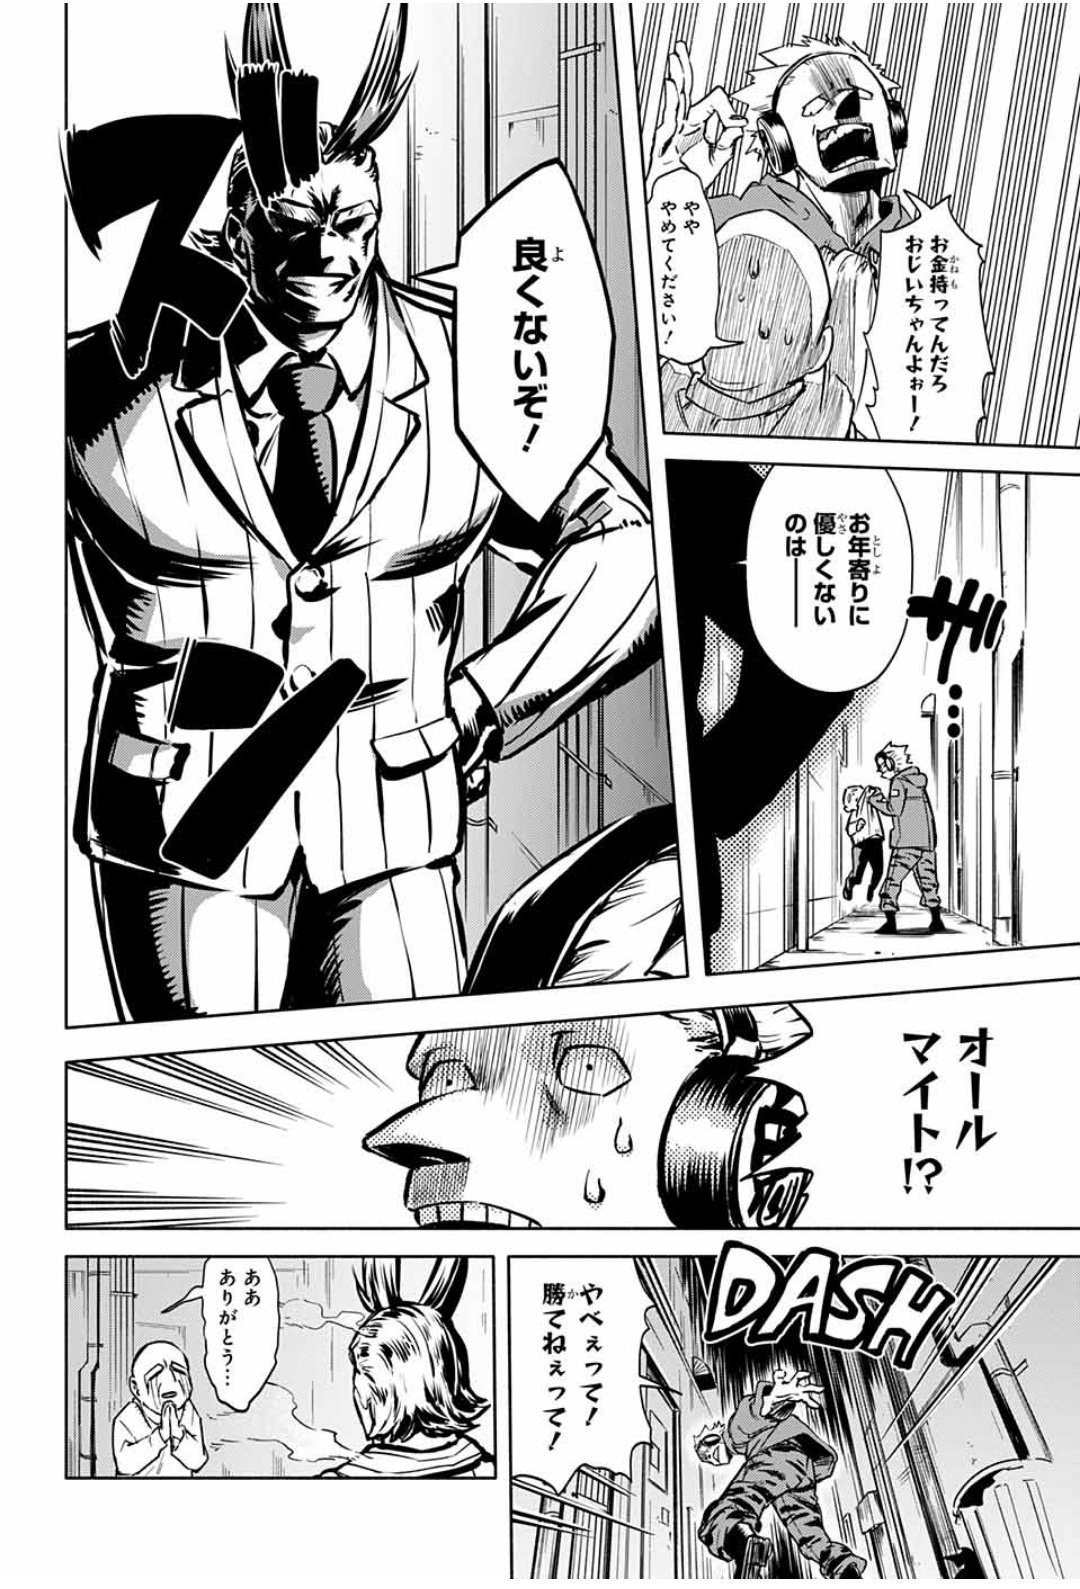 お金持ってんだろ
おじいちゃんよぉー！
やや
やめてください！
お年寄りに
優しくない
のは——
ザ…
良くないぞ！
オール
マイト!?
DASH
やべぇって！
勝てねぇって！
ああ
ありがとう…